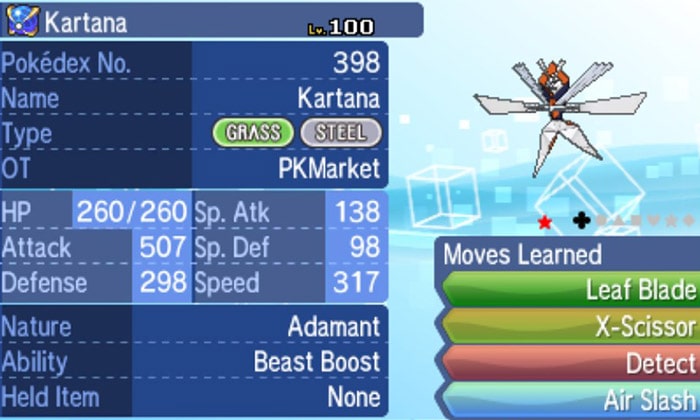 Kartana Lv.100
Pokédex No. 398
Name Kartana
Type GRASS STEEL
OT PKMarket
HP 260/260 Sp. Atk 138
Attack 507 Sp. Def 98
Defense 298 Speed 317
Nature Adamant
Ability Beast Boost
Held Item None
Moves Learned
Leaf Blade
X-Scissor
Detect
Air Slash